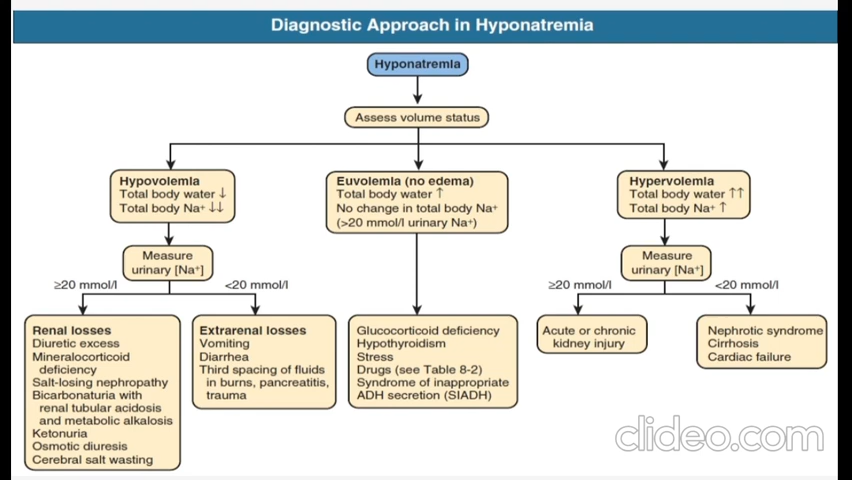 Diagnostic Approach in Hyponatremia
Hyponatremia
Assess volume status
Hypovolemia
Total body water ↓
Total body Na⁺ ↓↓
Euvolemia (no edema)
Total body water ↑
No change in total body Na⁺
(>20 mmol/l urinary Na⁺)
Hypervolemia
Total body water ↑↑
Total body Na⁺ ↑
Measure
urinary [Na⁺]
≥20 mmol/l
<20 mmol/l
Measure
urinary [Na⁺]
≥20 mmol/l
<20 mmol/l
Renal losses
Diuretic excess
Mineralocorticoid
deficiency
Salt-losing nephropathy
Bicarbonaturia with
renal tubular acidosis
and metabolic alkalosis
Ketonuria
Osmotic diuresis
Cerebral salt wasting
Extrarenal losses
Vomiting
Diarrhea
Third spacing of fluids
in burns, pancreatitis,
trauma
Glucocorticoid deficiency
Hypothyroidism
Stress
Drugs (see Table 8-2)
Syndrome of inappropriate
ADH secretion (SIADH)
Acute or chronic
kidney injury
Nephrotic syndrome
Cirrhosis
Cardiac failure
clideo.com